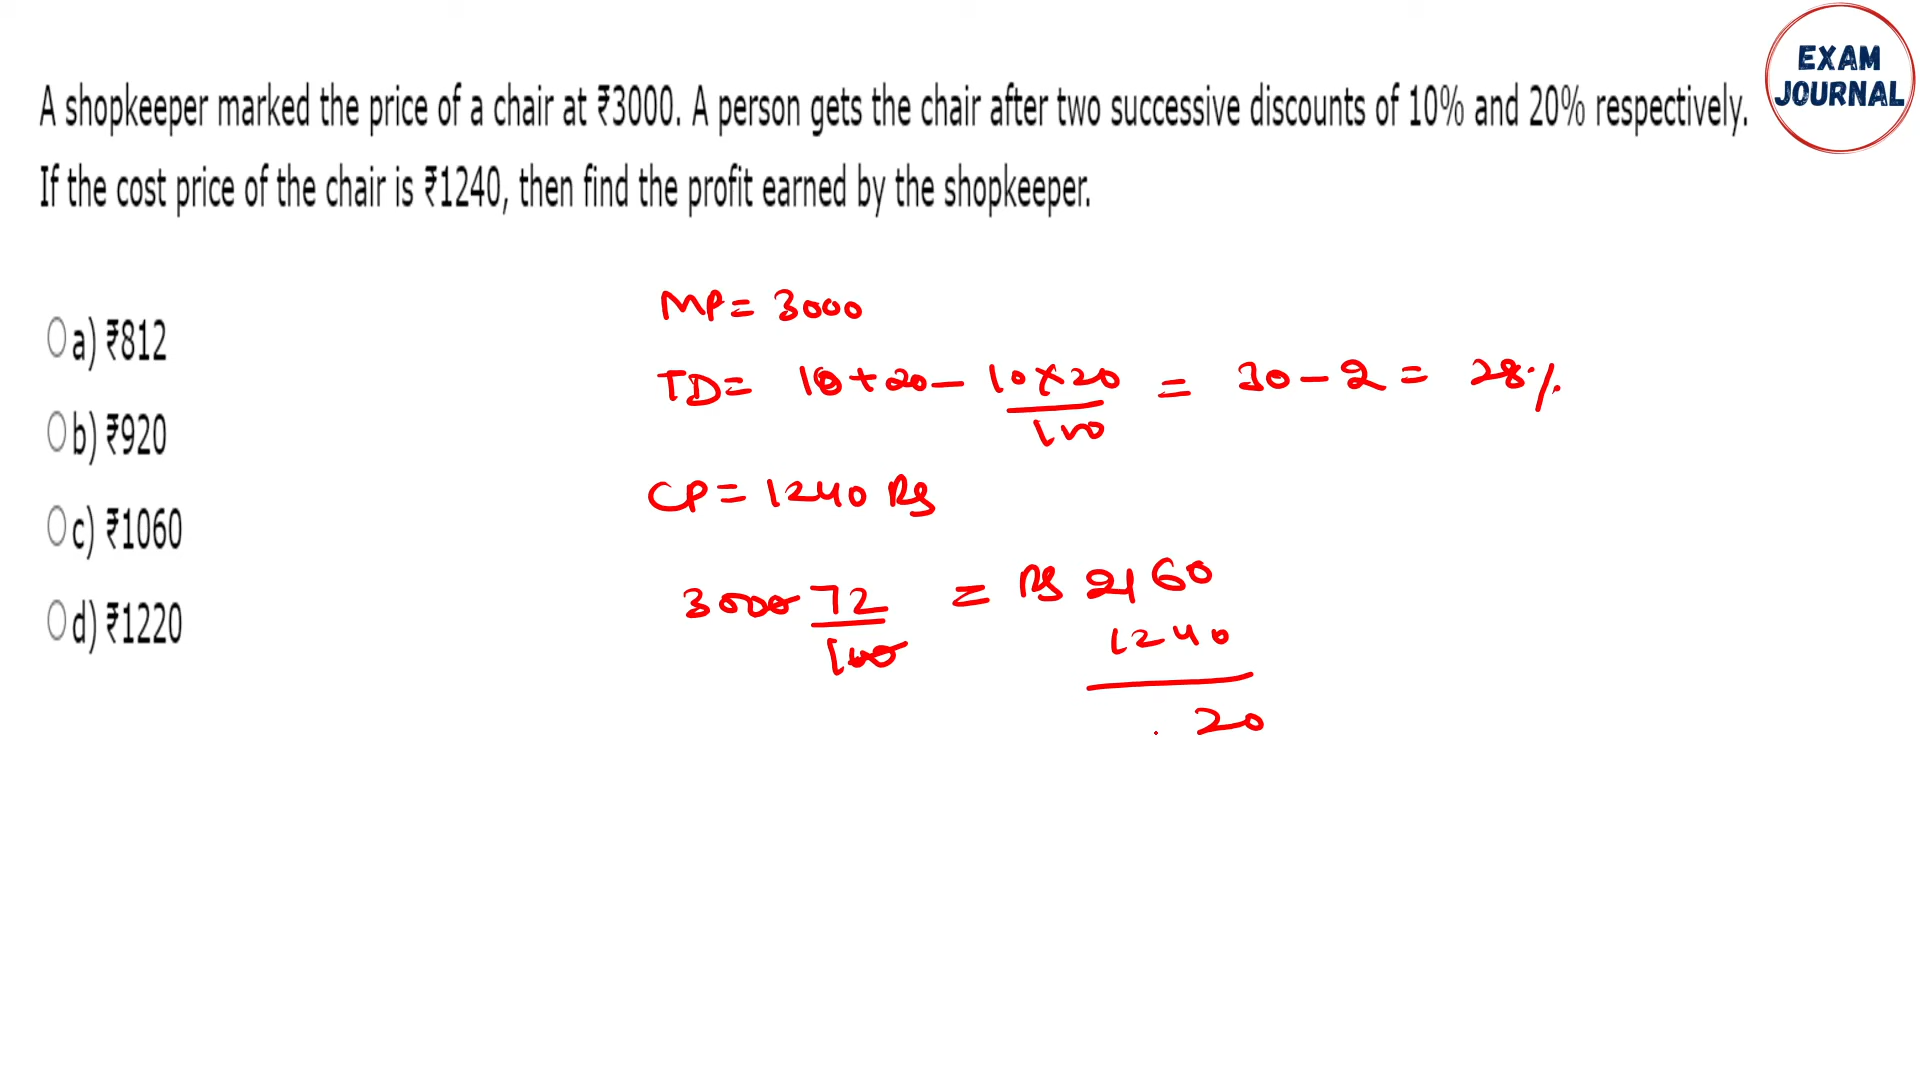 EXAM
JOURNAL
A shopkeeper marked the price of a chair at ₹3000. A person gets the chair after two successive discounts of 10% and 20% respectively.
If the cost price of the chair is ₹1240, then find the profit earned by the shopkeeper.
a) ₹812
b) ₹920
c) ₹1060
d) ₹1220
MP = 3000
TD = 10 + 20 - 10 x 20 = 30 - 2 = 28%
100
CP = 1240 Rs
3000 72 = Rs 2160
100
1240
20